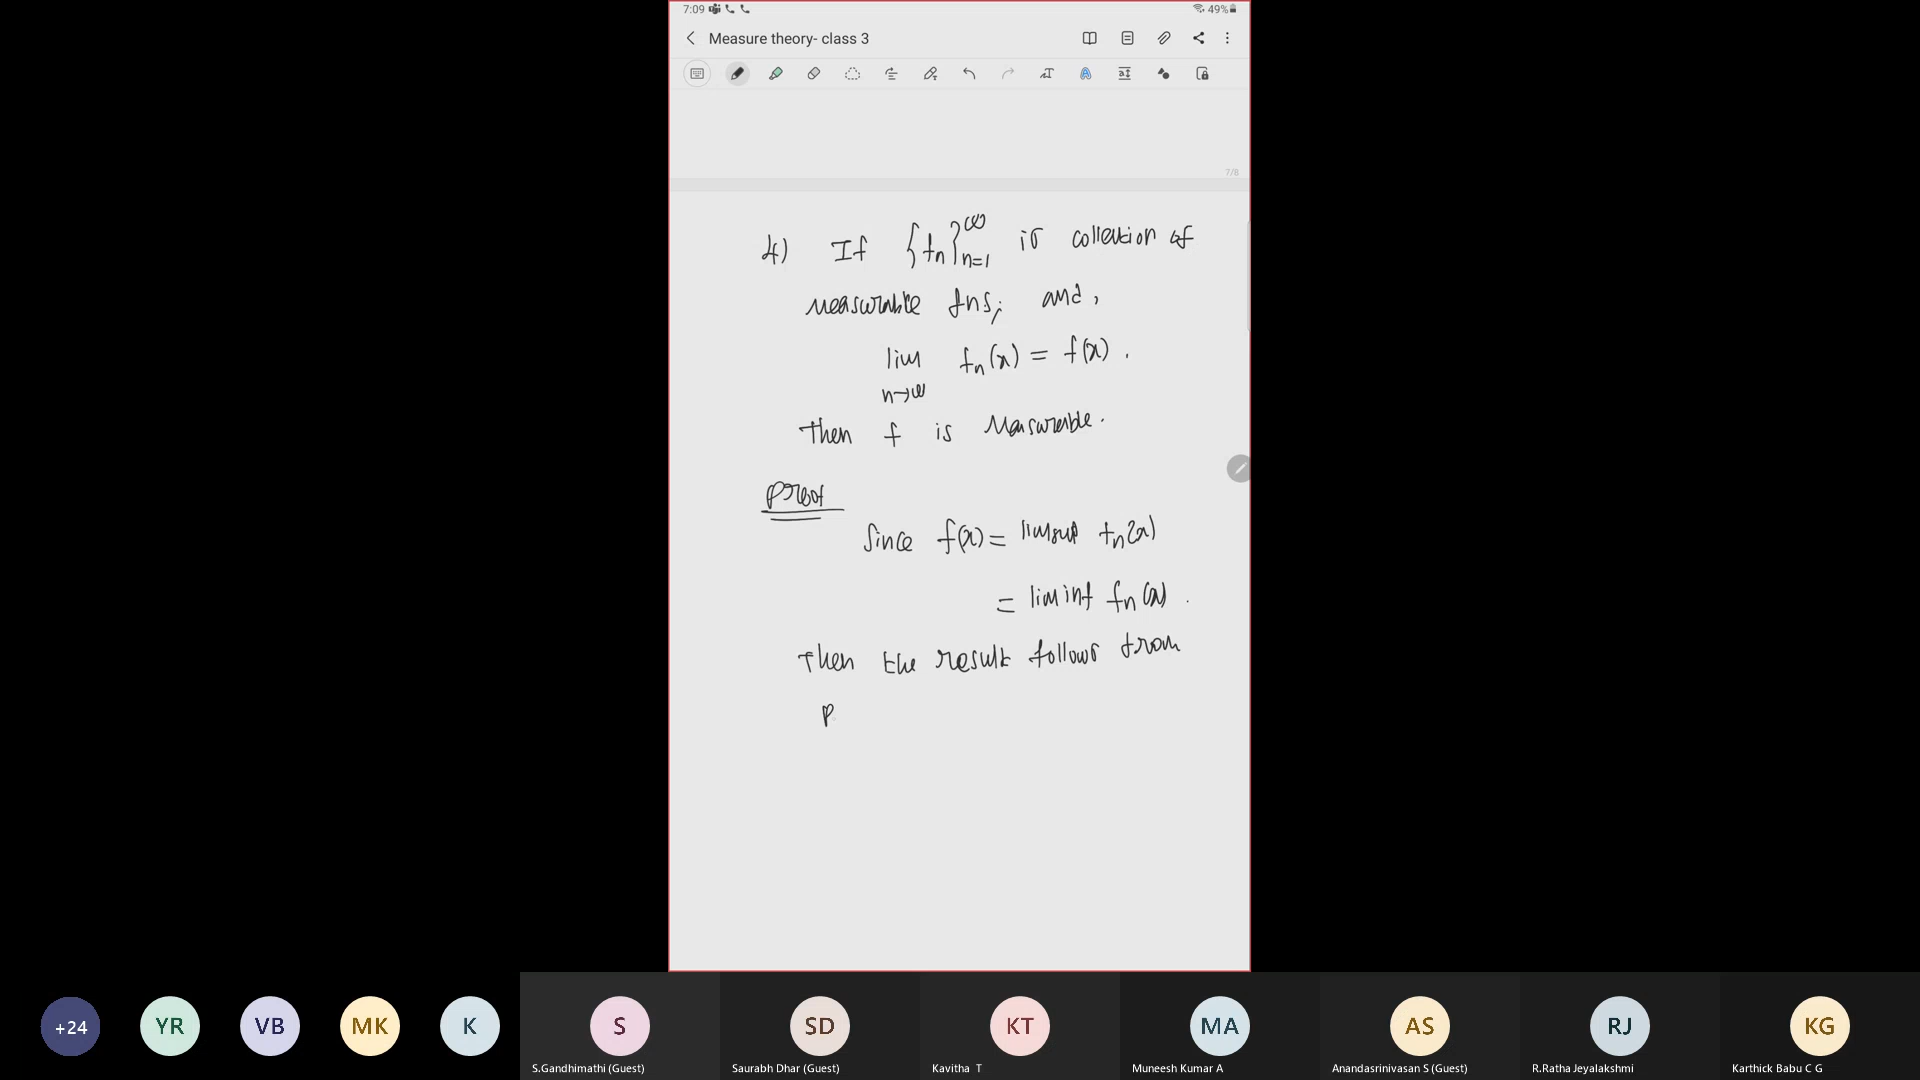 7:09
49%
Measure theory- class 3
7/8
4) If {fn}∞n=1 is collection of
measurable fns; and,
lim fn(x) = f(x).
n→∞
Then f is Measurable.
Proof
Since f(x) = limsup fn(x)
= liminf fn(x).
Then the result follows from
P
+24
YR
VB
MK
K
S
SD
KT
MA
AS
RJ
KG
S.Gandhimathi (Guest)
Saurabh Dhar (Guest)
Kavitha T
Muneesh Kumar A
Anandasrinivasan S (Guest)
R.Ratha Jeyalakshmi
Karthick Babu C G